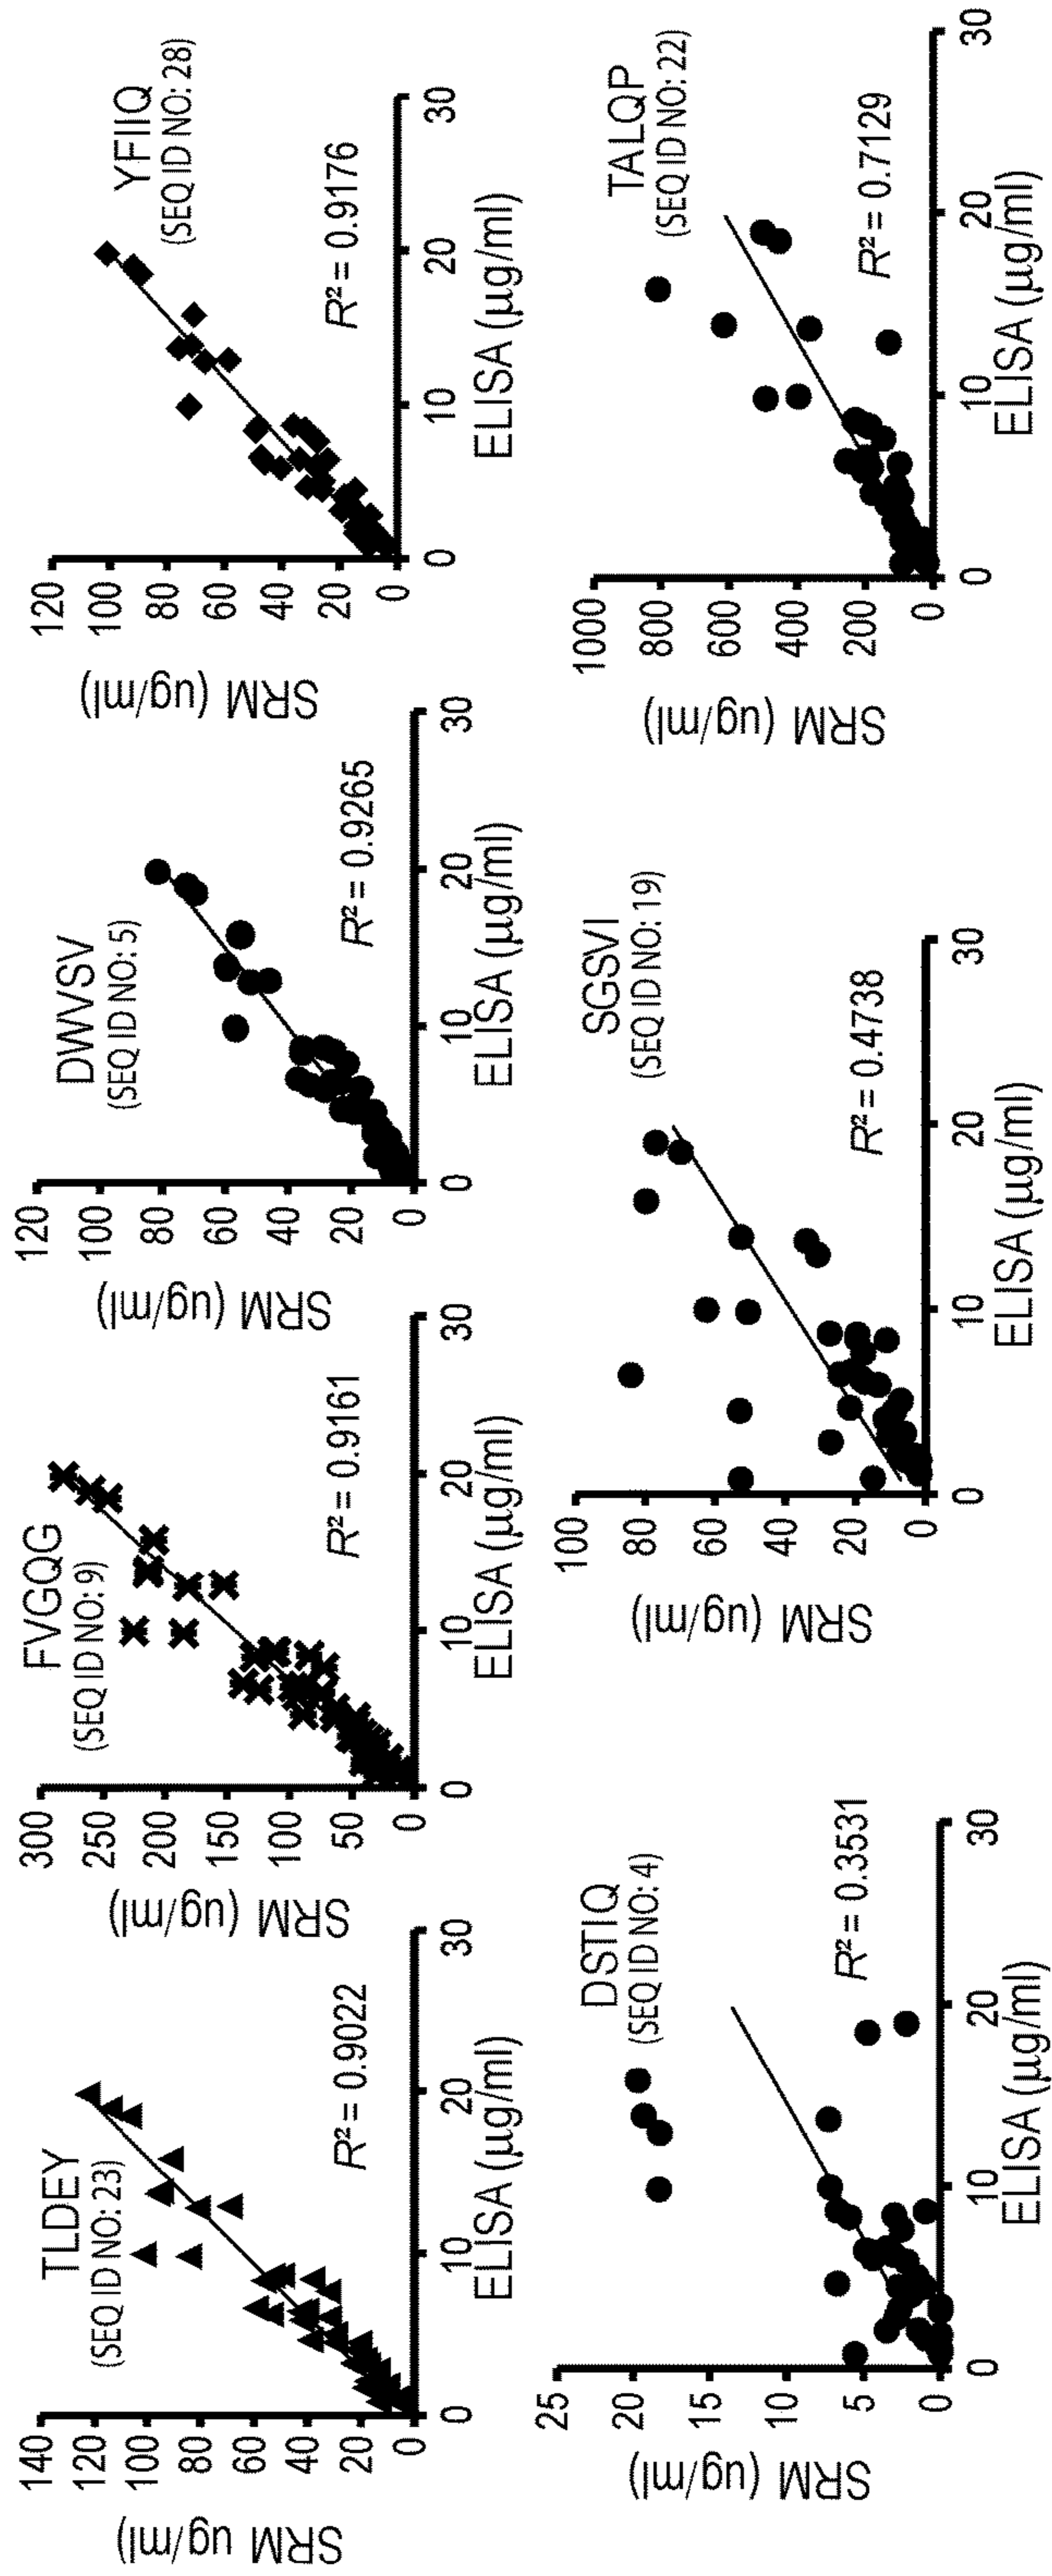 TLDEY
(SEQ ID NO: 23)
140
120
100
80
60
40
20
0
SRM ug/ml)
R² = 0.9022
0 10 20 30
ELISA (µg/ml)
FVGQG
(SEQ ID NO: 9)
300
250
200
150
100
50
0
SRM (ug/ml)
R² = 0.9161
0 10 20 30
ELISA (µg/ml)
DWVSV
(SEQ ID NO: 5)
120
100
80
60
40
20
0
SRM (ug/ml)
R² = 0.9265
0 10 20 30
ELISA (µg/ml)
YFIIQ
(SEQ ID NO: 28)
120
100
80
60
40
20
0
SRM (ug/ml)
R² = 0.9176
0 10 20 30
ELISA (µg/ml)
DSTIQ
(SEQ ID NO: 4)
25
20
15
10
5
0
SRM (ug/ml)
R² = 0.3531
0 10 20 30
ELISA (µg/ml)
SGSVI
(SEQ ID NO: 19)
100
80
60
40
20
0
SRM (ug/ml)
R² = 0.4738
0 10 20 30
ELISA (µg/ml)
TALQP
(SEQ ID NO: 22)
1000
800
600
400
200
0
SRM (ug/ml)
R² = 0.7129
0 10 20 30
ELISA (µg/ml)